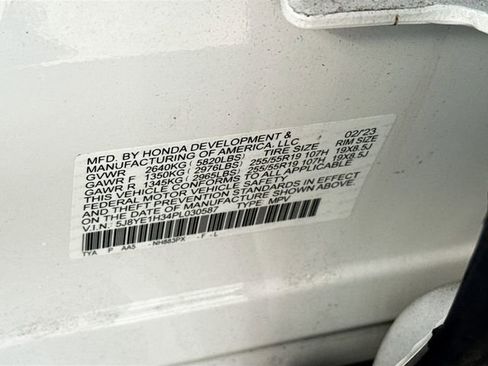 MFD. BY HONDA DEVELOPMENT & 02/23
MANUFACTURING OF AMERICA, LLC
GVWR 2640KG ( 5820LBS) TIRE SIZE RIM SIZE
GAWR F 1350KG ( 2976LBS) 255/55R19 107H 19X8.5J
GAWR R 1345KG ( 2965LBS) 255/55R19 107H 19X8.5J
THIS VEHICLE CONFORMS TO ALL APPLICABLE
FEDERAL MOTOR VEHICLE SAFETY
AND THEFT PREVENTION STANDARDS IN EFFECT
ON THE DATE OF MANUFACTURE SHOWN ABOVE.
V.I.N.: 5J8YE1H34PL030587 TYPE: MPV
TYA P AA5 - NH883PX - F - L